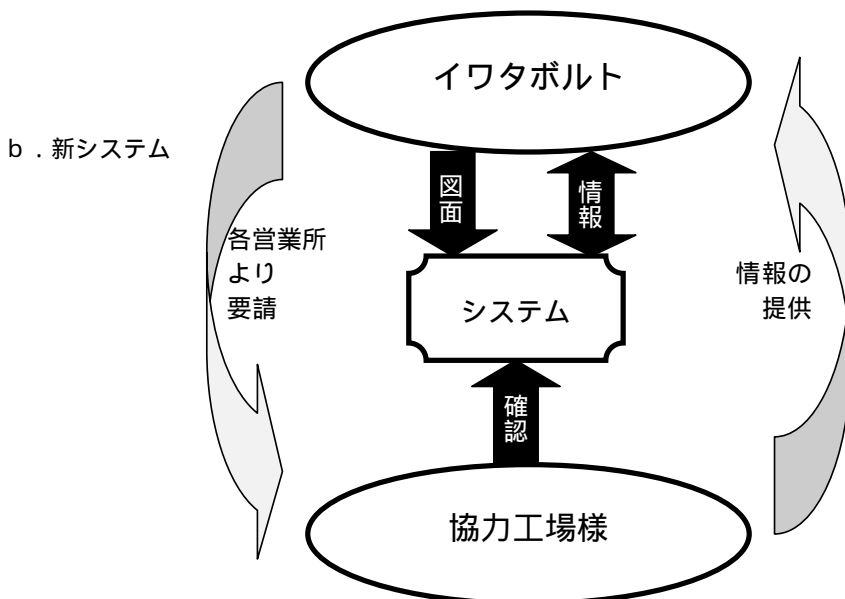 イワタボルト
b．新システム
図面
情報
各営業所
より
要請
システム
情報の
提供
確認
協力工場様